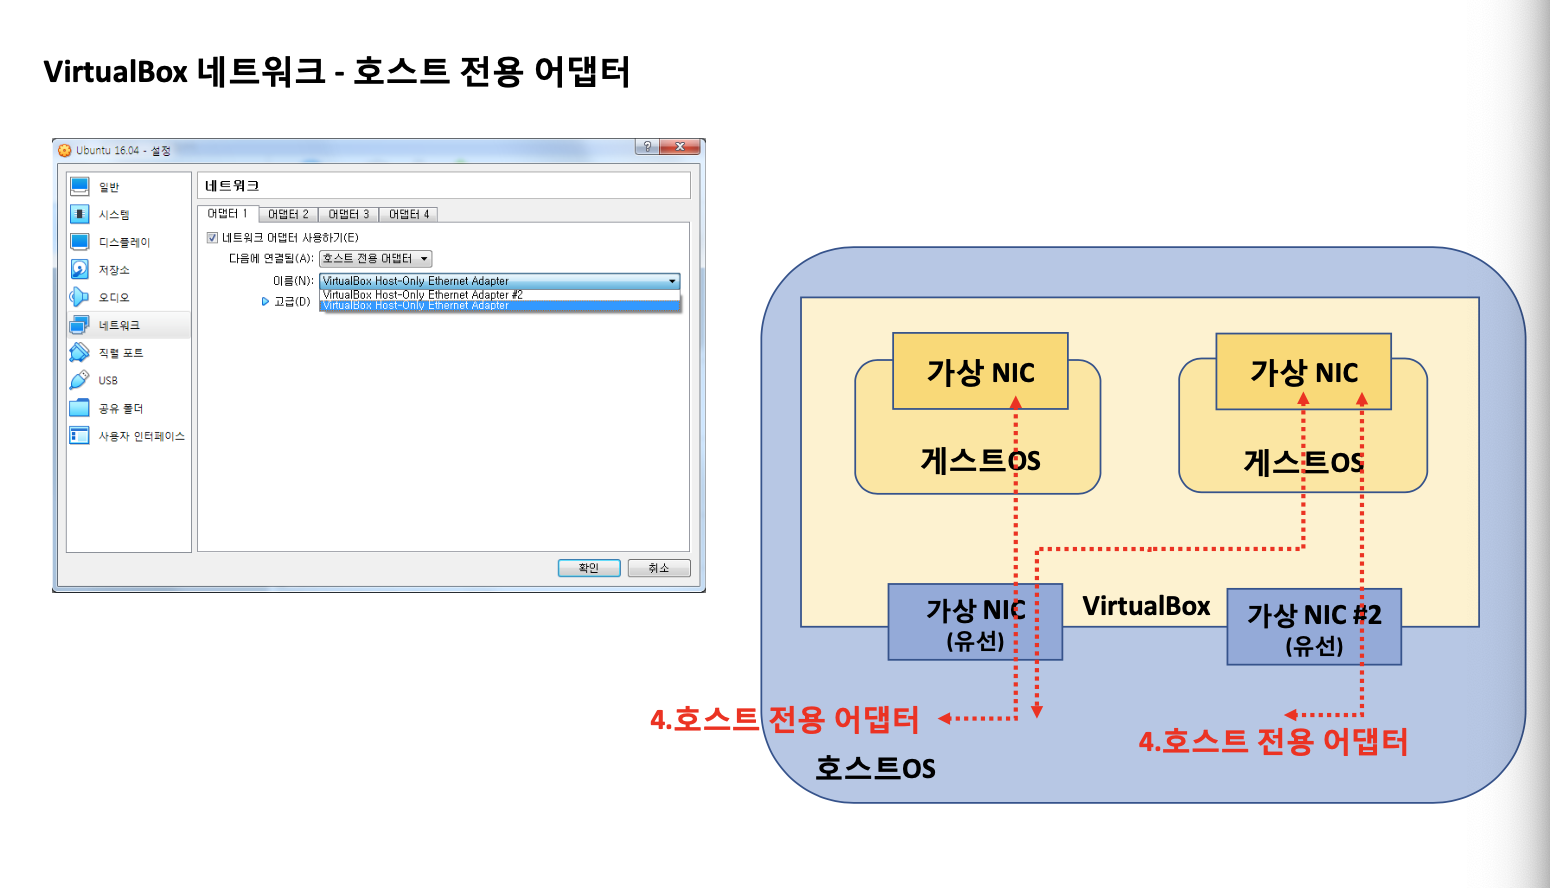 VirtualBox 네트워크 - 호스트 전용 어댑터
Ubuntu 16.04 - 설정
일반
시스템
디스플레이
저장소
오디오
네트워크
직렬 포트
USB
공유 폴더
사용자 인터페이스
네트워크
어댑터 1 어댑터 2 어댑터 3 어댑터 4
네트워크 어댑터 사용하기(E)
다음에 연결됨(A): 호스트 전용 어댑터
이름(N): VirtualBox Host-Only Ethernet Adapter
VirtualBox Host-Only Ethernet Adapter #2
VirtualBox Host-Only Ethernet Adapter
고급(D)
확인 취소
가상 NIC
게스트OS
가상 NIC
게스트OS
가상 NIC
(유선)
VirtualBox
가상 NIC #2
(유선)
4.호스트 전용 어댑터
4.호스트 전용 어댑터
호스트OS